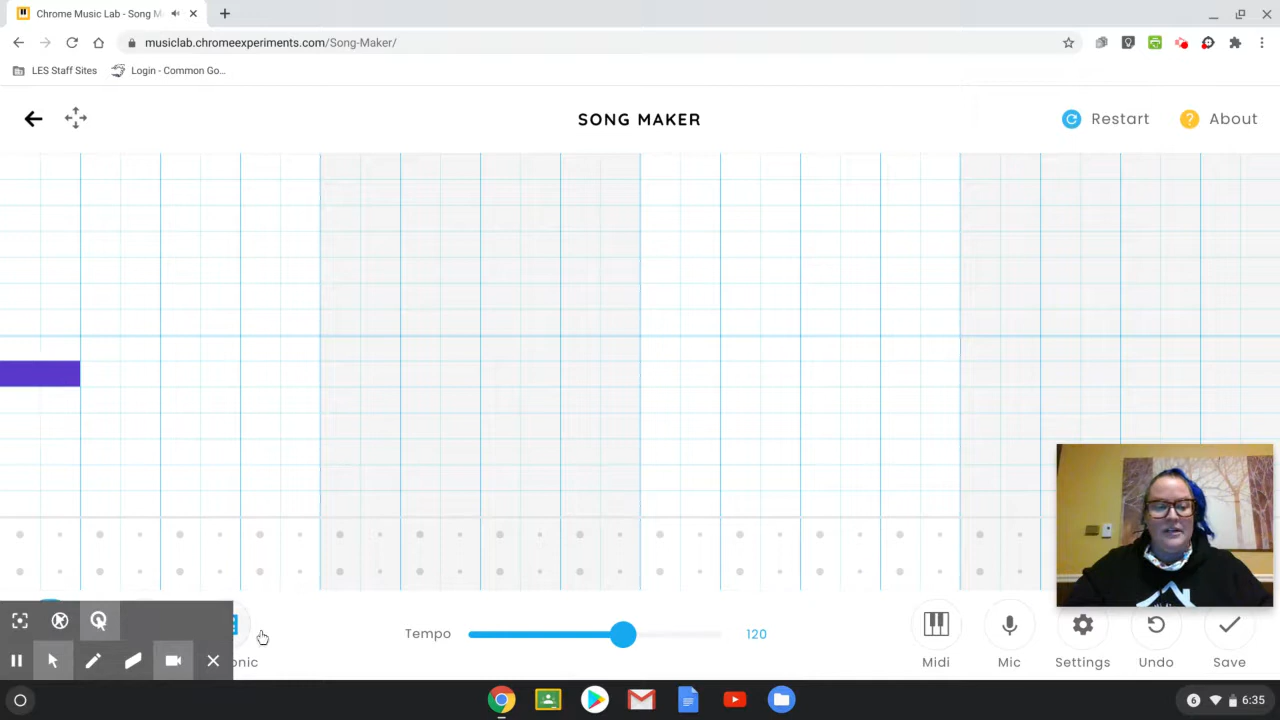 Chrome Music Lab - Song M
musiclab.chromeexperiments.com/Song-Maker/
LES Staff Sites
Login - Common Go...
SONG MAKER
Restart
? About
Tempo
120
onic
Midi
Mic
Settings
Undo
Save
6
6:35